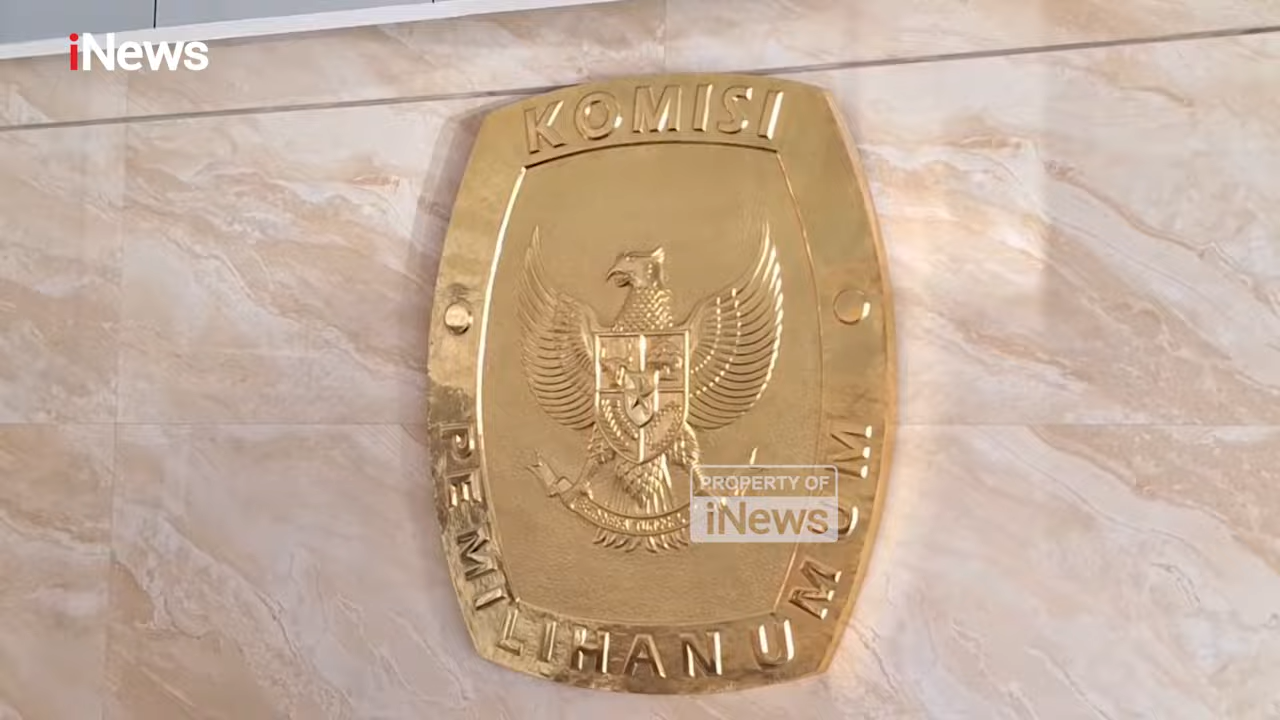 iNews
KOMISI
PEMILIHAN UMUM
PROPERTY OF
iNews